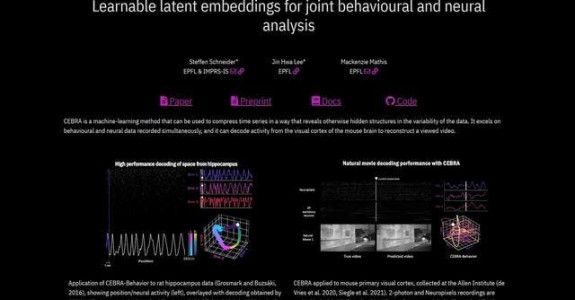 Learnable latent embeddings for joint behavioural and neural
analysis
Steffen Schneider* Jin Hwa Lee* Mackenzie Mathis
EPFL & IMPRS-IS EPFL EPFL
Paper Preprint Docs Code
CEBRA is a machine-learning method that can be used to compress time series in a way that reveals otherwise hidden structures in the variability of the data. It excels on
behavioural and neural data recorded simultaneously, and it can decode activity from the visual cortex of the mouse brain to reconstruct a viewed video.
High performance decoding of space from hippocampus Natural movie decoding performance with CEBRA
Position
True video Predicted video CEBRA-Behavior
Application of CEBRA-Behavior to rat hippocampus data (Grosmark and Buzsáki,
2016), showing position/neural activity (left), overlayed with decoding obtained by
CEBRA applied to mouse primary visual cortex, collected at the Allen Institute (de
Vries et al. 2020, Siegle et al. 2021). 2-photon and Neuropixels recordings are